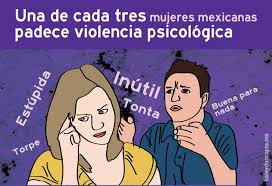 Una de cada tres mujeres mexicanas
padece violencia psicológica
Estúpida
Inútil
Tonta
Buena para
nada
Torpe